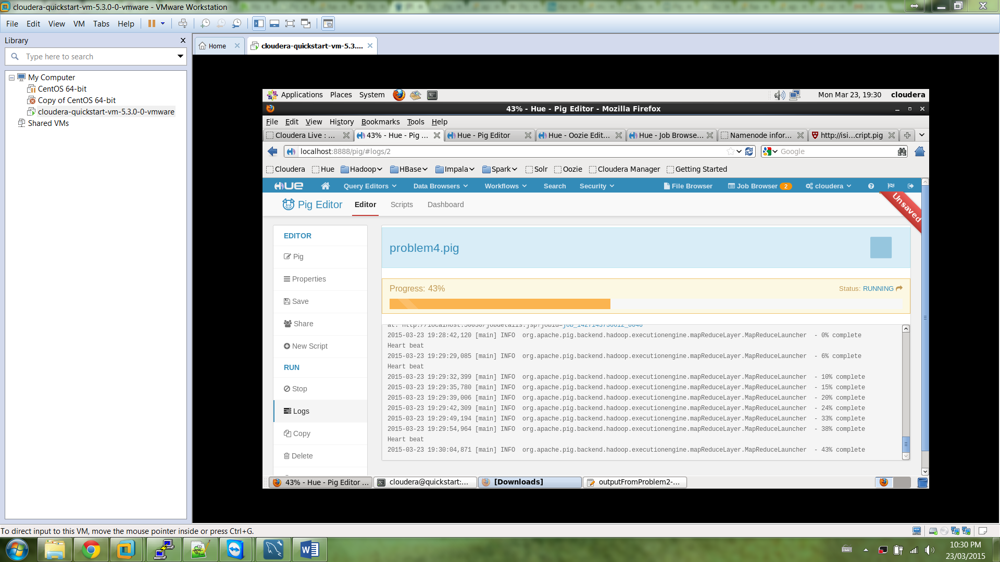 cloudera-quickstart-vm-5.3.0-0-vmware - VMware Workstation
File Edit View VM Tabs Help
Library
Type here to search
My Computer
CentOS 64-bit
Copy of CentOS 64-bit
cloudera-quickstart-vm-5.3.0-0-vmware
Shared VMs
Home
cloudera-quickstart-vm-5.3....
Applications Places System
Mon Mar 23, 19:30 cloudera
43% - Hue - Pig Editor - Mozilla Firefox
File Edit View History Bookmarks Tools Help
Cloudera Live : ...
43% - Hue - Pig ...
Hue - Pig Editor
Hue - Oozie Edit...
Hue - Job Browse...
Namenode infor...
http://isi...cript.pig
localhost:8888/pig/#logs/2
Google
Cloudera Hue Hadoop HBase Impala Spark Solr Oozie Cloudera Manager Getting Started
HUE Query Editors Data Browsers Workflows Search Security File Browser Job Browser 2 cloudera
Pig Editor Editor Scripts Dashboard
Unsaved
EDITOR
Pig
Properties
Save
Share
New Script
RUN
Stop
Logs
Copy
Delete
problem4.pig
Progress: 43%
Status: RUNNING
at: http://localhost:50030/jobdetails.jsp?jobid=job_1427143736612_0040
2015-03-23 19:28:42,120 [main] INFO org.apache.pig.backend.hadoop.executionengine.mapReduceLayer.MapReduceLauncher - 0% complete
Heart beat
2015-03-23 19:29:29,085 [main] INFO org.apache.pig.backend.hadoop.executionengine.mapReduceLayer.MapReduceLauncher - 6% complete
Heart beat
2015-03-23 19:29:32,399 [main] INFO org.apache.pig.backend.hadoop.executionengine.mapReduceLayer.MapReduceLauncher - 10% complete
2015-03-23 19:29:35,780 [main] INFO org.apache.pig.backend.hadoop.executionengine.mapReduceLayer.MapReduceLauncher - 15% complete
2015-03-23 19:29:39,006 [main] INFO org.apache.pig.backend.hadoop.executionengine.mapReduceLayer.MapReduceLauncher - 20% complete
2015-03-23 19:29:42,309 [main] INFO org.apache.pig.backend.hadoop.executionengine.mapReduceLayer.MapReduceLauncher - 24% complete
2015-03-23 19:29:49,194 [main] INFO org.apache.pig.backend.hadoop.executionengine.mapReduceLayer.MapReduceLauncher - 33% complete
2015-03-23 19:29:54,964 [main] INFO org.apache.pig.backend.hadoop.executionengine.mapReduceLayer.MapReduceLauncher - 38% complete
Heart beat
2015-03-23 19:30:04,871 [main] INFO org.apache.pig.backend.hadoop.executionengine.mapReduceLayer.MapReduceLauncher - 43% complete
43% - Hue - Pig Editor ...
cloudera@quickstart:...
[Downloads]
outputFromProblem2-...
To direct input to this VM, move the mouse pointer inside or press Ctrl+G.
10:30 PM
23/03/2015